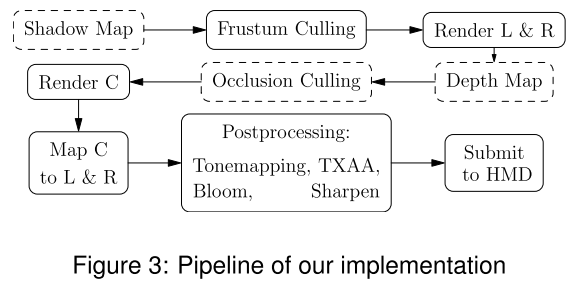 Shadow Map
Frustum Culling
Render L & R
Render C
Occlusion Culling
Depth Map
Map C
to L & R
Postprocessing:
Tonemapping, TXAA,
Bloom, Sharpen
Submit
to HMD
Figure 3: Pipeline of our implementation